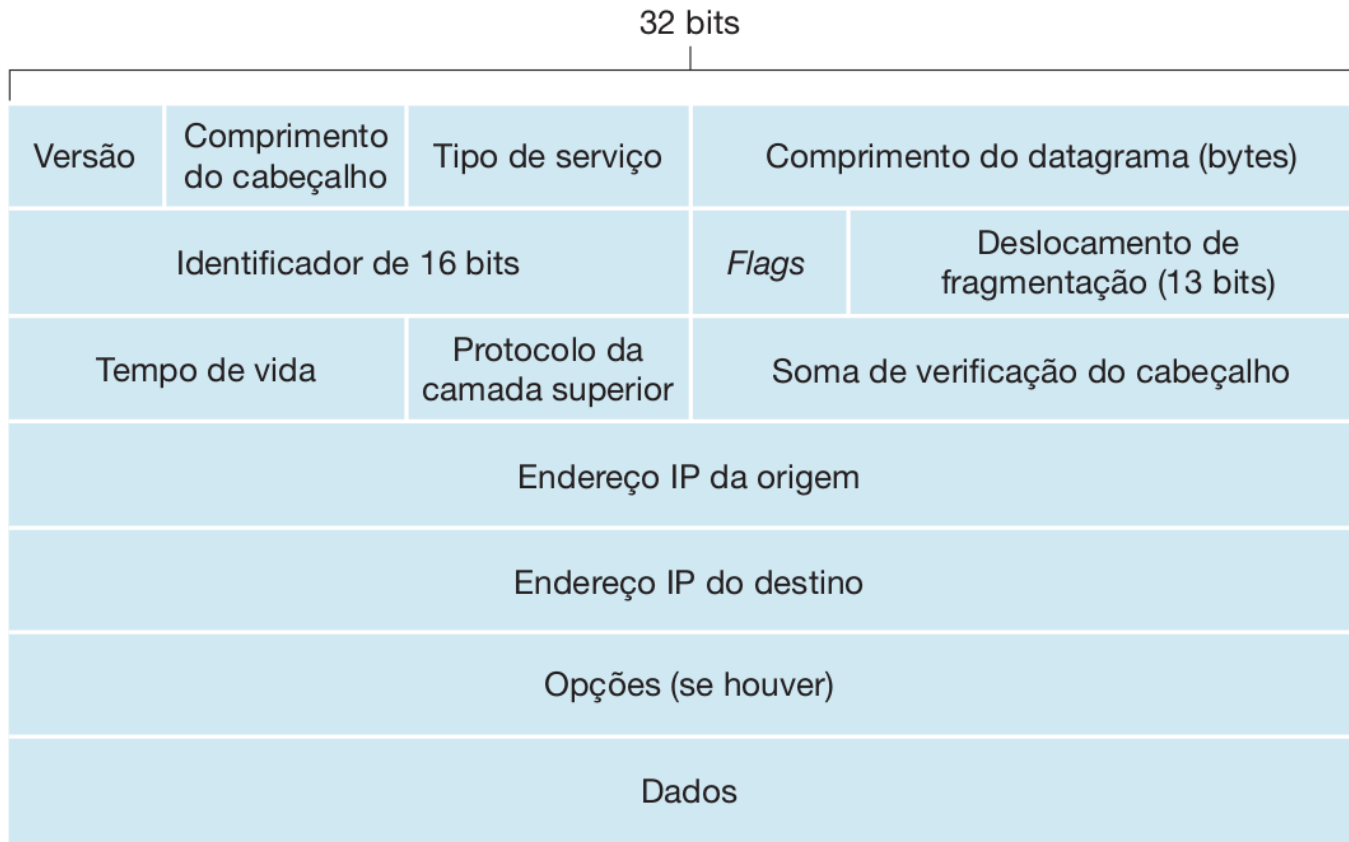 32 bits
Versão
Comprimento
do cabeçalho
Tipo de serviço
Comprimento do datagrama (bytes)
Identificador de 16 bits
Flags
Deslocamento de
fragmentação (13 bits)
Tempo de vida
Protocolo da
camada superior
Soma de verificação do cabeçalho
Endereço IP da origem
Endereço IP do destino
Opções (se houver)
Dados